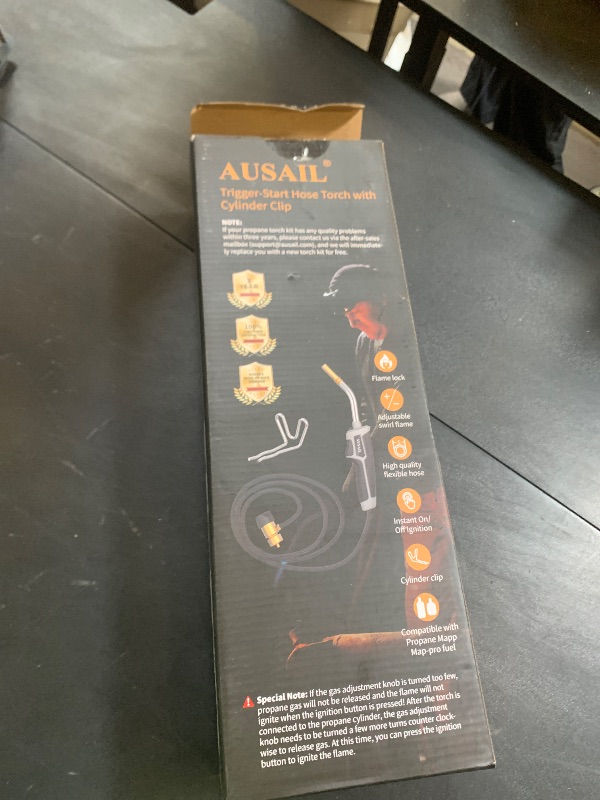 AUSAIL®
Trigger-Start Hose Torch with
Cylinder Clip
NOTE:
If your propane torch kit has any quality problems
within three years, please contact us via the after-sales
mailbox (support@ausail.com), and we will immediate-
ly replace you with a new torch kit for free.
100%
Flame lock
Adjustable
swirl flame
High quality
flexible hose
Instant On/
Off Ignition
Cylinder clip
Compatible with
Propane Mapp
Map-pro fuel
Special Note: If the gas adjustment knob is turned too few,
propane gas will not be released and the flame will not
ignite when the ignition button is pressed! After the torch is
connected to the propane cylinder, the gas adjustment
knob needs to be turned a few more turns counter clock-
wise to release gas. At this time, you can press the ignition
button to ignite the flame.